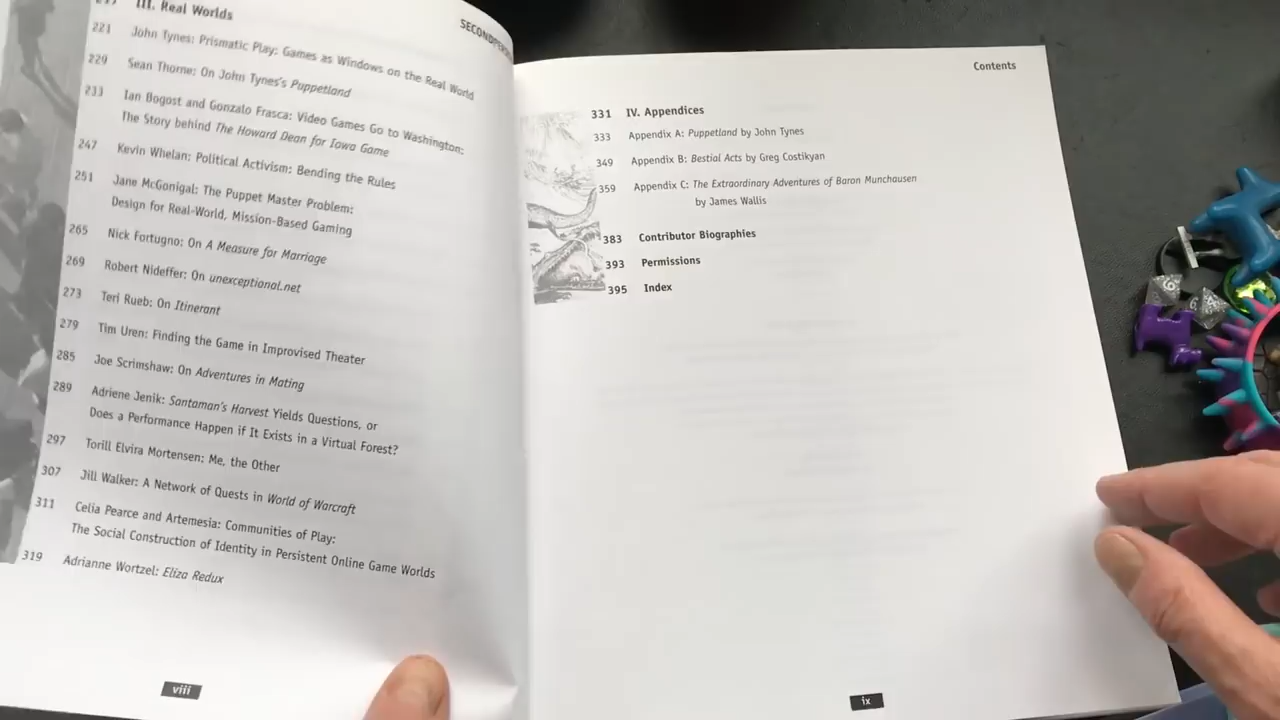 III. Real Worlds
221 John Tynes: Prismatic Play: Games as Windows on the Real World
229 Sean Thorne: On John Tynes's Puppetland
233 Ian Bogost and Gonzalo Frasca: Video Games Go to Washington:
The Story behind The Howard Dean for Iowa Game
247 Kevin Whelan: Political Activism: Bending the Rules
251 Jane McGonigal: The Puppet Master Problem:
Design for Real-World, Mission-Based Gaming
265 Nick Fortugno: On A Measure for Marriage
269 Robert Nideffer: On unexceptional.net
273 Teri Rueb: On Itinerant
279 Tim Uren: Finding the Game in Improvised Theater
285 Joe Scrimshaw: On Adventures in Mating
289 Adriene Jenik: Santaman's Harvest Yields Questions, or
Does a Performance Happen if It Exists in a Virtual Forest?
297 Torill Elvira Mortensen: Me, the Other
307 Jill Walker: A Network of Quests in World of Warcraft
311 Celia Pearce and Artemesia: Communities of Play:
The Social Construction of Identity in Persistent Online Game Worlds
319 Adrianne Wortzel: Eliza Redux
viii
Contents
331 IV. Appendices
333 Appendix A: Puppetland by John Tynes
349 Appendix B: Bestial Acts by Greg Costikyan
359 Appendix C: The Extraordinary Adventures of Baron Munchausen
by James Wallis
383 Contributor Biographies
393 Permissions
395 Index
ix